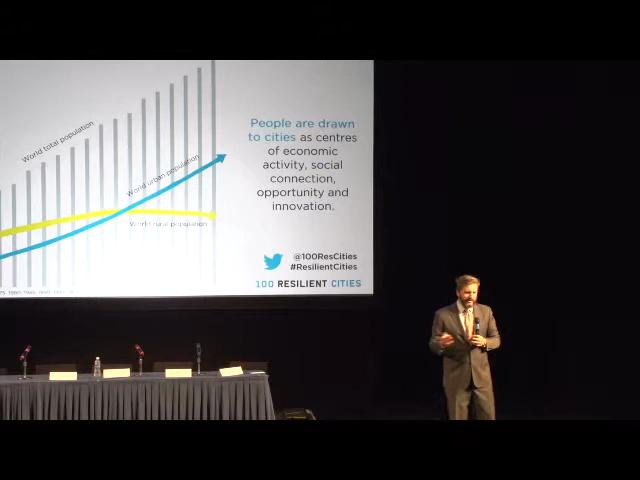 World total population
World urban population
World rural population
People are drawn
to cities as centres
of economic
activity, social
connection,
opportunity and
innovation.
@100ResCities
#ResilientCities
100 RESILIENT CITIES